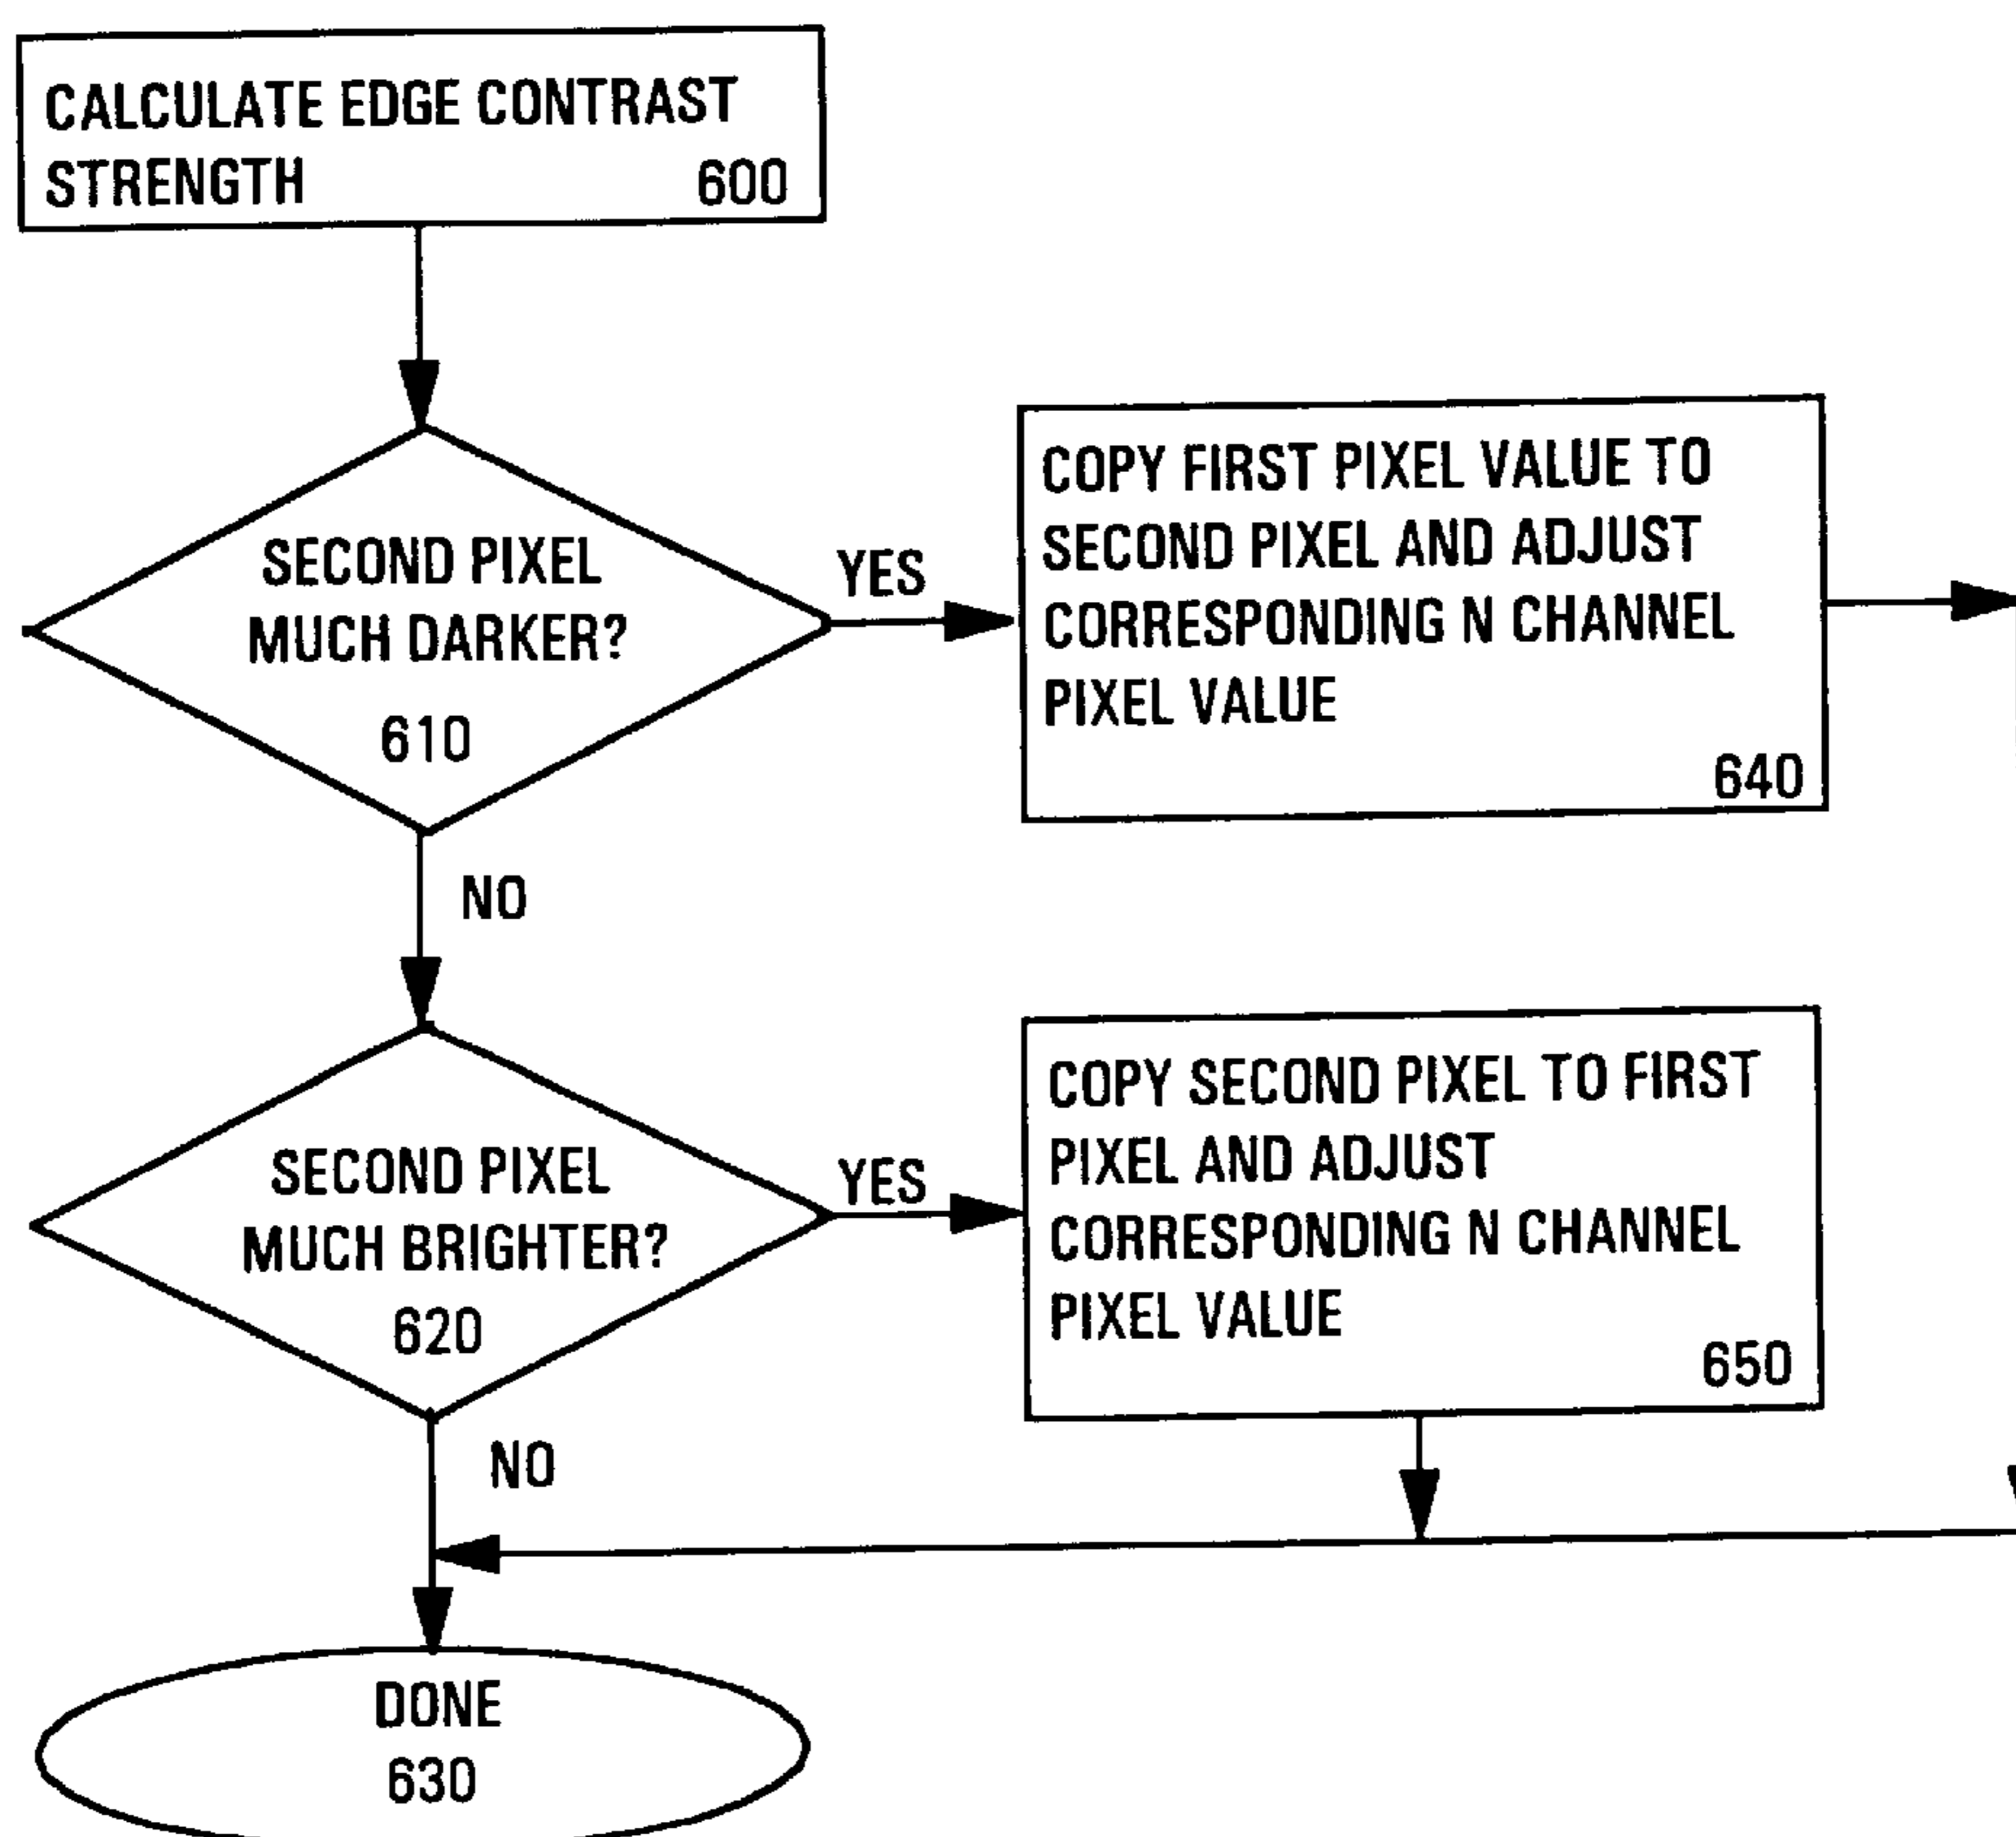 CALCULATE EDGE CONTRAST
STRENGTH 600
SECOND PIXEL
MUCH DARKER?
610
YES
COPY FIRST PIXEL VALUE TO
SECOND PIXEL AND ADJUST
CORRESPONDING N CHANNEL
PIXEL VALUE
640
NO
SECOND PIXEL
MUCH BRIGHTER?
620
YES
COPY SECOND PIXEL TO FIRST
PIXEL AND ADJUST
CORRESPONDING N CHANNEL
PIXEL VALUE
650
NO
DONE
630